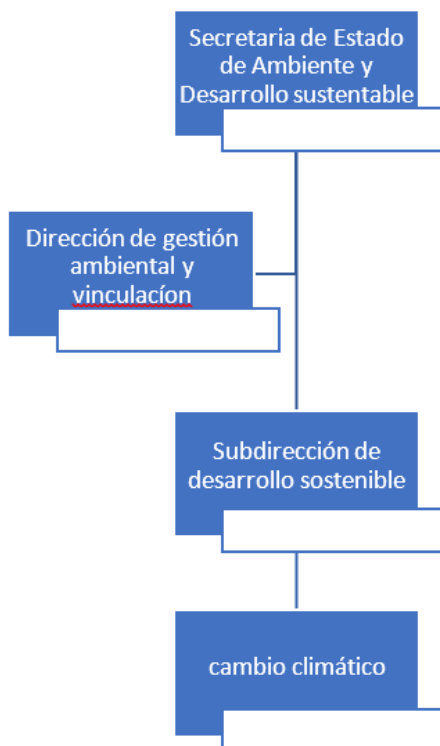 Secretaria de Estado
de Ambiente y
Desarrollo sustentable
Dirección de gestión
ambiental y
vinculacíon
Subdirección de
desarrollo sostenible
cambio climático